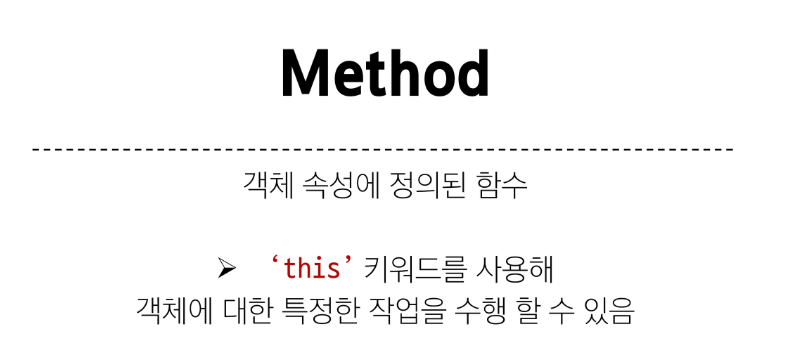 Method
객체 속성에 정의된 함수
➢ ‘this’ 키워드를 사용해
객체에 대한 특정한 작업을 수행 할 수 있음